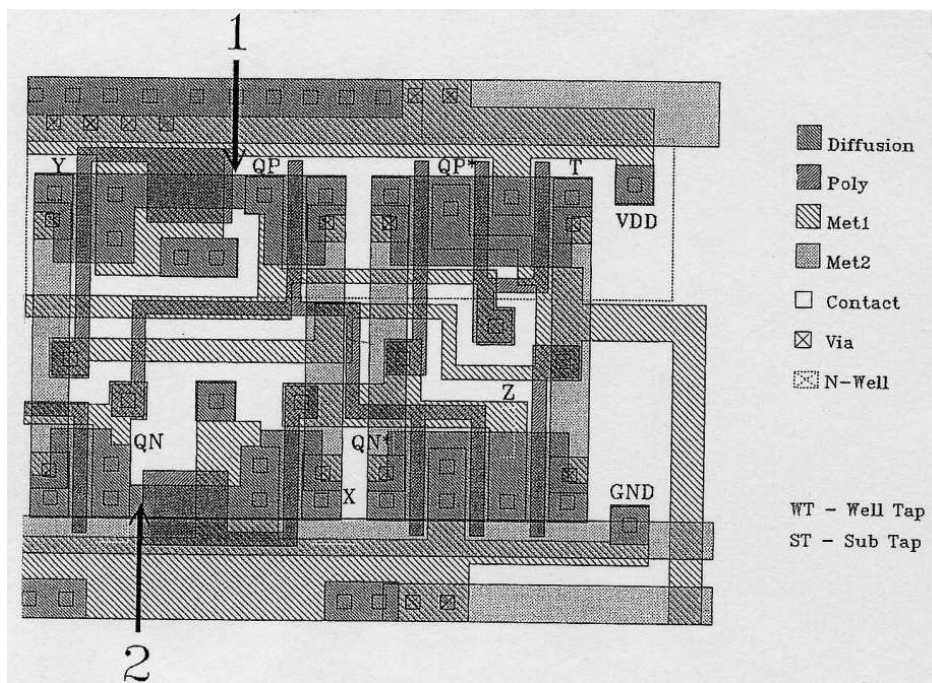 1
Y
QP
QP*
T
VDD
Diffusion
Poly
Met1
Met2
Contact
Via
N-Well
Z
QN
QN*
X
GND
WT - Well Tap
ST - Sub Tap
2